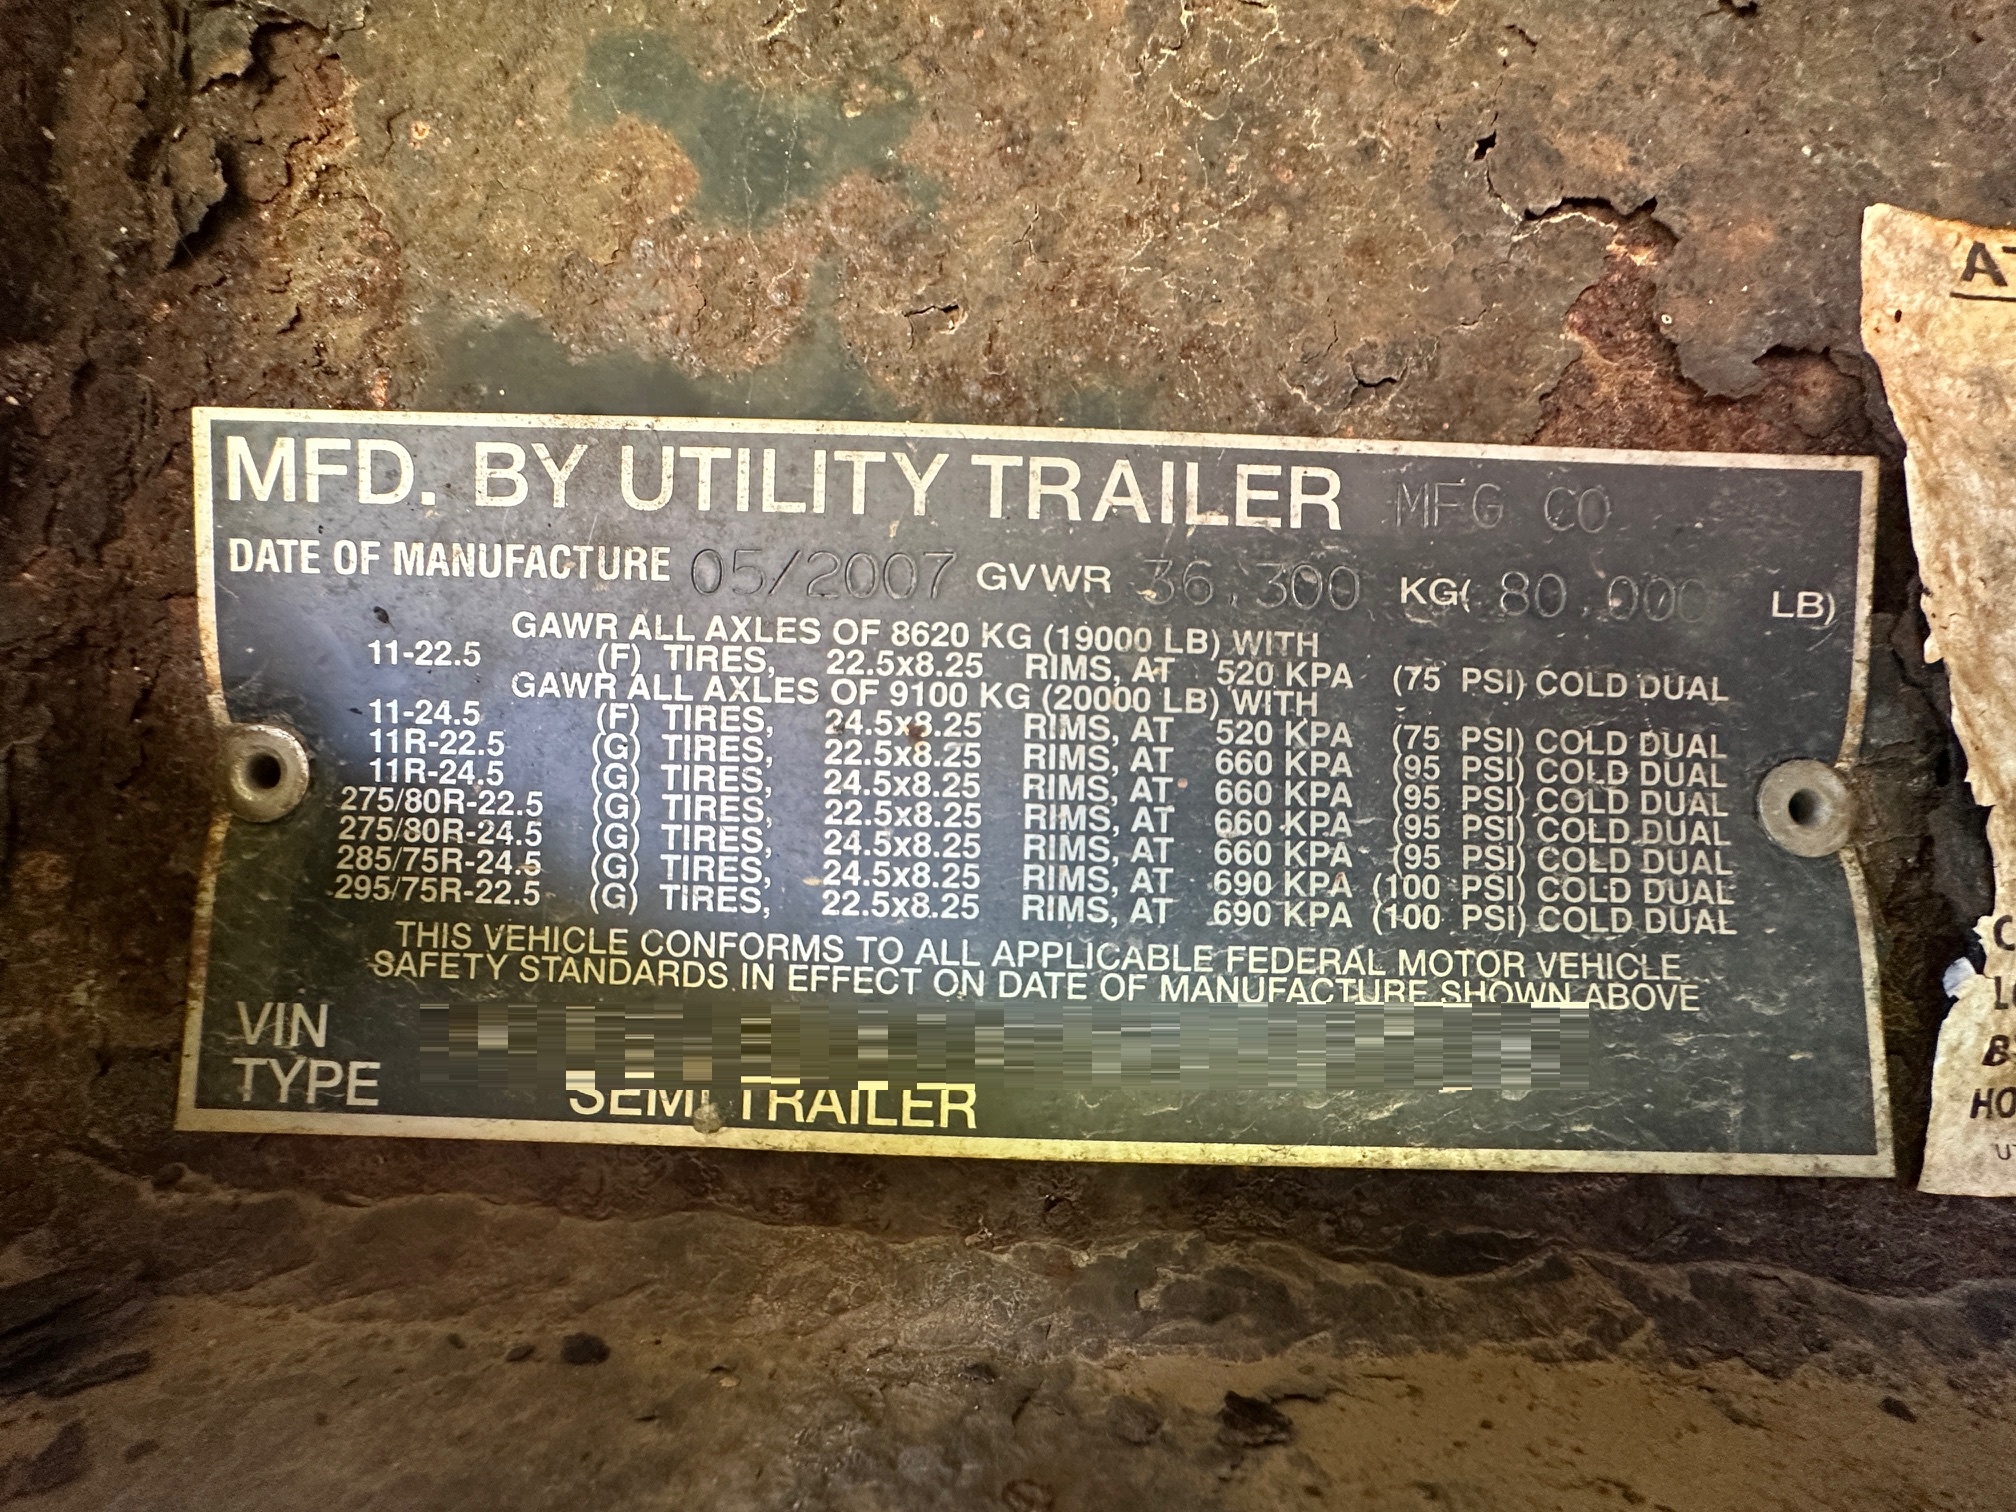 MFD. BY UTILITY TRAILER MFG CO
DATE OF MANUFACTURE 05/2007 GVWR 36,300 KG( 80,000 LB)
GAWR ALL AXLES OF 8620 KG (19000 LB) WITH
11-22.5 (F) TIRES, 22.5x8.25 RIMS, AT 520 KPA (75 PSI) COLD DUAL
GAWR ALL AXLES OF 9100 KG (20000 LB) WITH
11-24.5 (F) TIRES, 24.5x8.25 RIMS, AT 520 KPA (75 PSI) COLD DUAL
11R-22.5 (G) TIRES, 22.5x8.25 RIMS, AT 660 KPA (95 PSI) COLD DUAL
11R-24.5 (G) TIRES, 24.5x8.25 RIMS, AT 660 KPA (95 PSI) COLD DUAL
275/80R-22.5 (G) TIRES, 22.5x8.25 RIMS, AT 660 KPA (95 PSI) COLD DUAL
275/80R-24.5 (G) TIRES, 24.5x8.25 RIMS, AT 660 KPA (95 PSI) COLD DUAL
285/75R-24.5 (G) TIRES, 24.5x8.25 RIMS, AT 690 KPA (100 PSI) COLD DUAL
295/75R-22.5 (G) TIRES, 22.5x8.25 RIMS, AT 690 KPA (100 PSI) COLD DUAL
THIS VEHICLE CONFORMS TO ALL APPLICABLE FEDERAL MOTOR VEHICLE
SAFETY STANDARDS IN EFFECT ON DATE OF MANUFACTURE SHOWN ABOVE
VIN
TYPE SEMI TRAILER